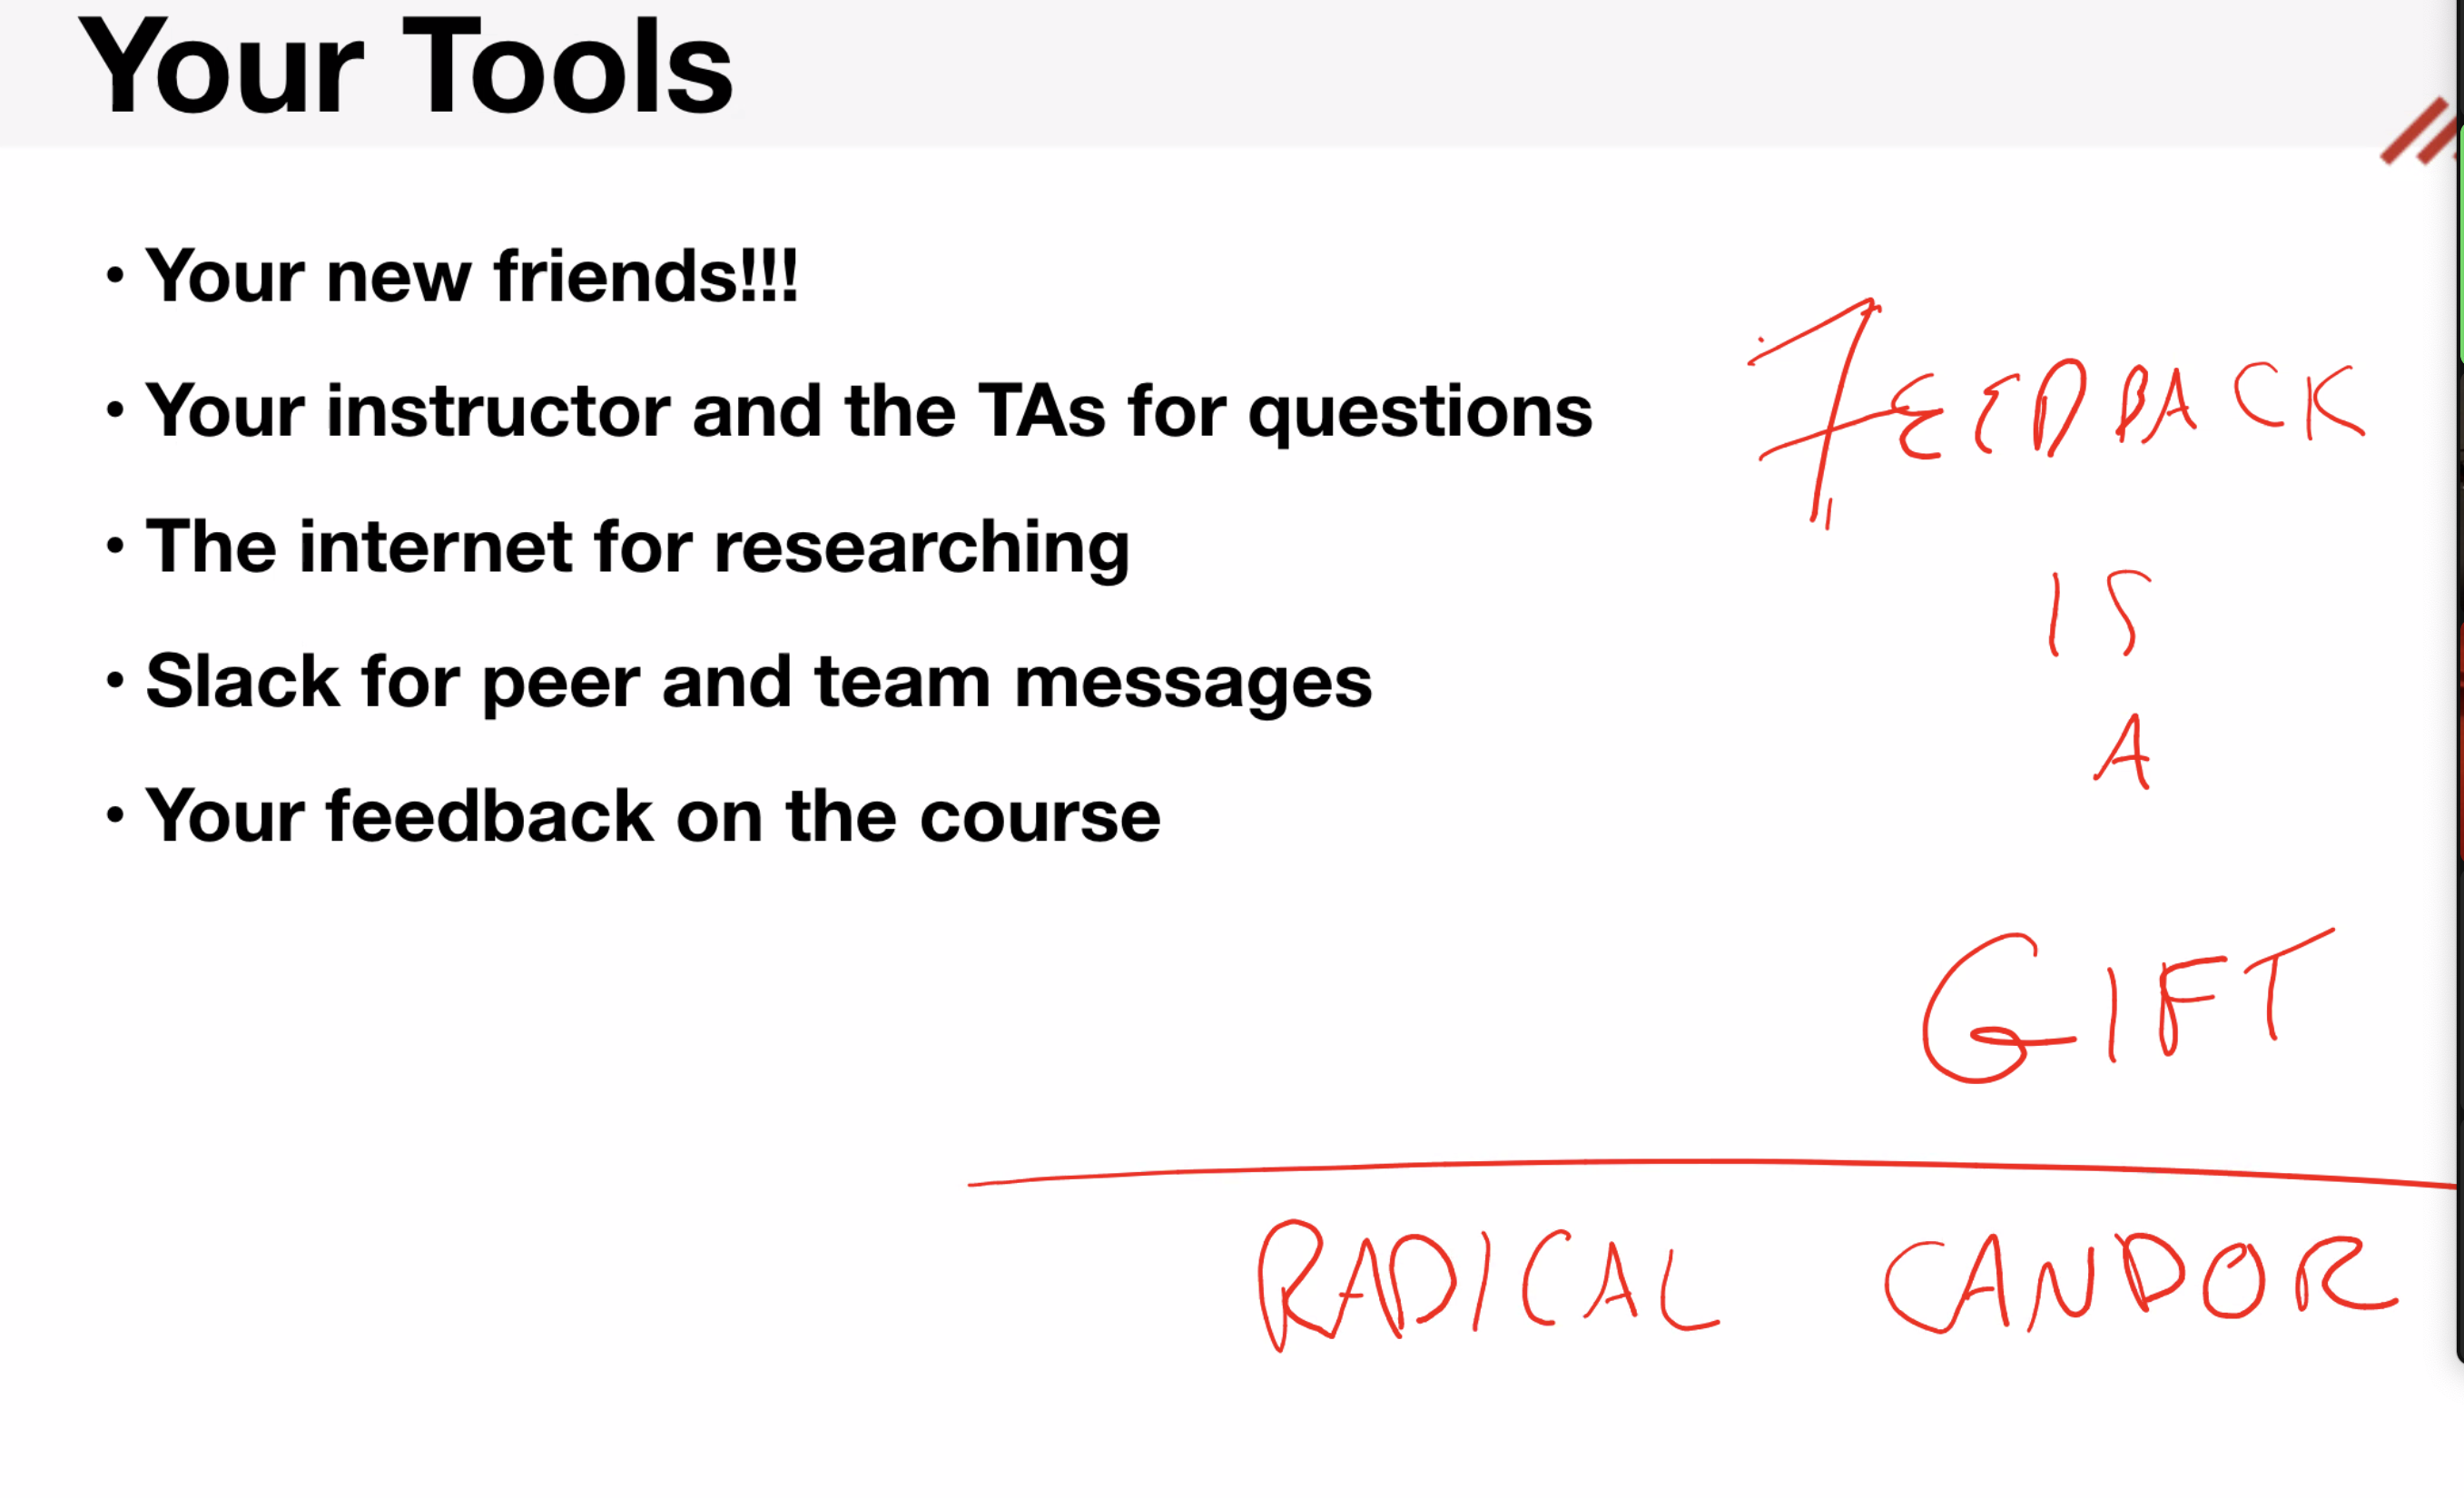 Your Tools
• Your new friends!!!
• Your instructor and the TAs for questions
• The internet for researching
• Slack for peer and team messages
• Your feedback on the course
FEEDBACK
IS
A
GIFT
RADICAL CANDOR